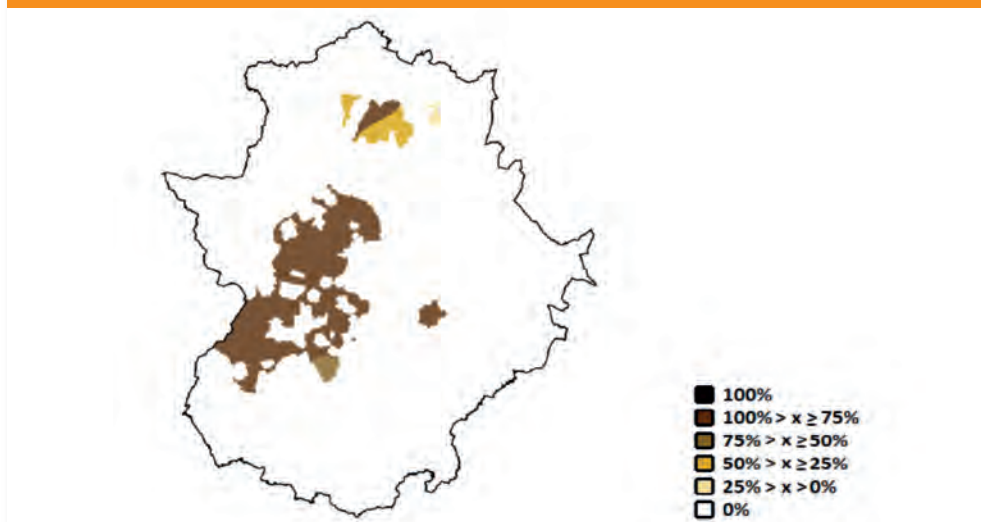 100%
100% > x ≥ 75%
75% > x ≥ 50%
50% > x ≥ 25%
25% > x > 0%
0%